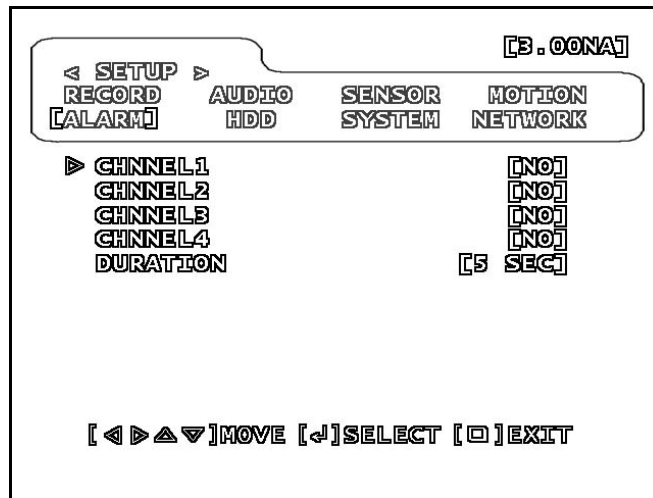 [3.00NA]
< SETUP >
RECORD AUDIO SENSOR MOTION
[ALARM] HDD SYSTEM NETWORK
▷ CHNNEL1 [NO]
CHNNEL2 [NO]
CHNNEL3 [NO]
CHNNEL4 [NO]
DURATION [5 SEC]
[◁▷△▽]MOVE [↲]SELECT [□]EXIT